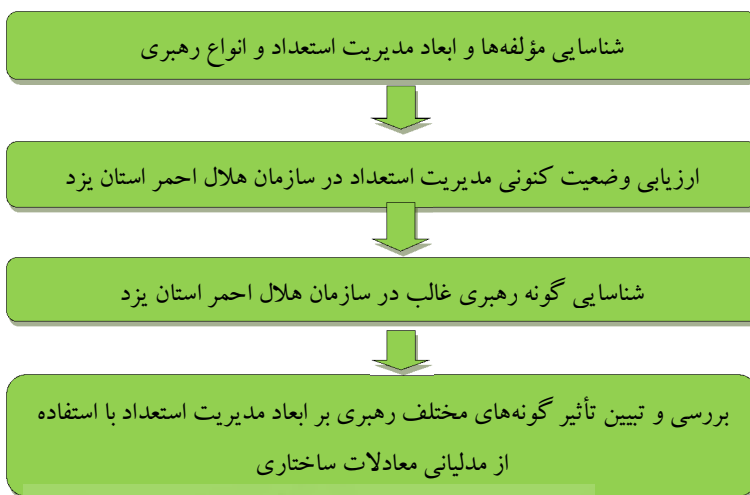 شناسایی مؤلفه‌ها و ابعاد مدیریت استعداد و انواع رهبری
ارزیابی وضعیت کنونی مدیریت استعداد در سازمان هلال احمر استان یزد
شناسایی گونه رهبری غالب در سازمان هلال احمر استان یزد
بررسی و تبیین تأثیر گونه‌های مختلف رهبری بر ابعاد مدیریت استعداد با استفاده
از مدلیانی معادلات ساختاری